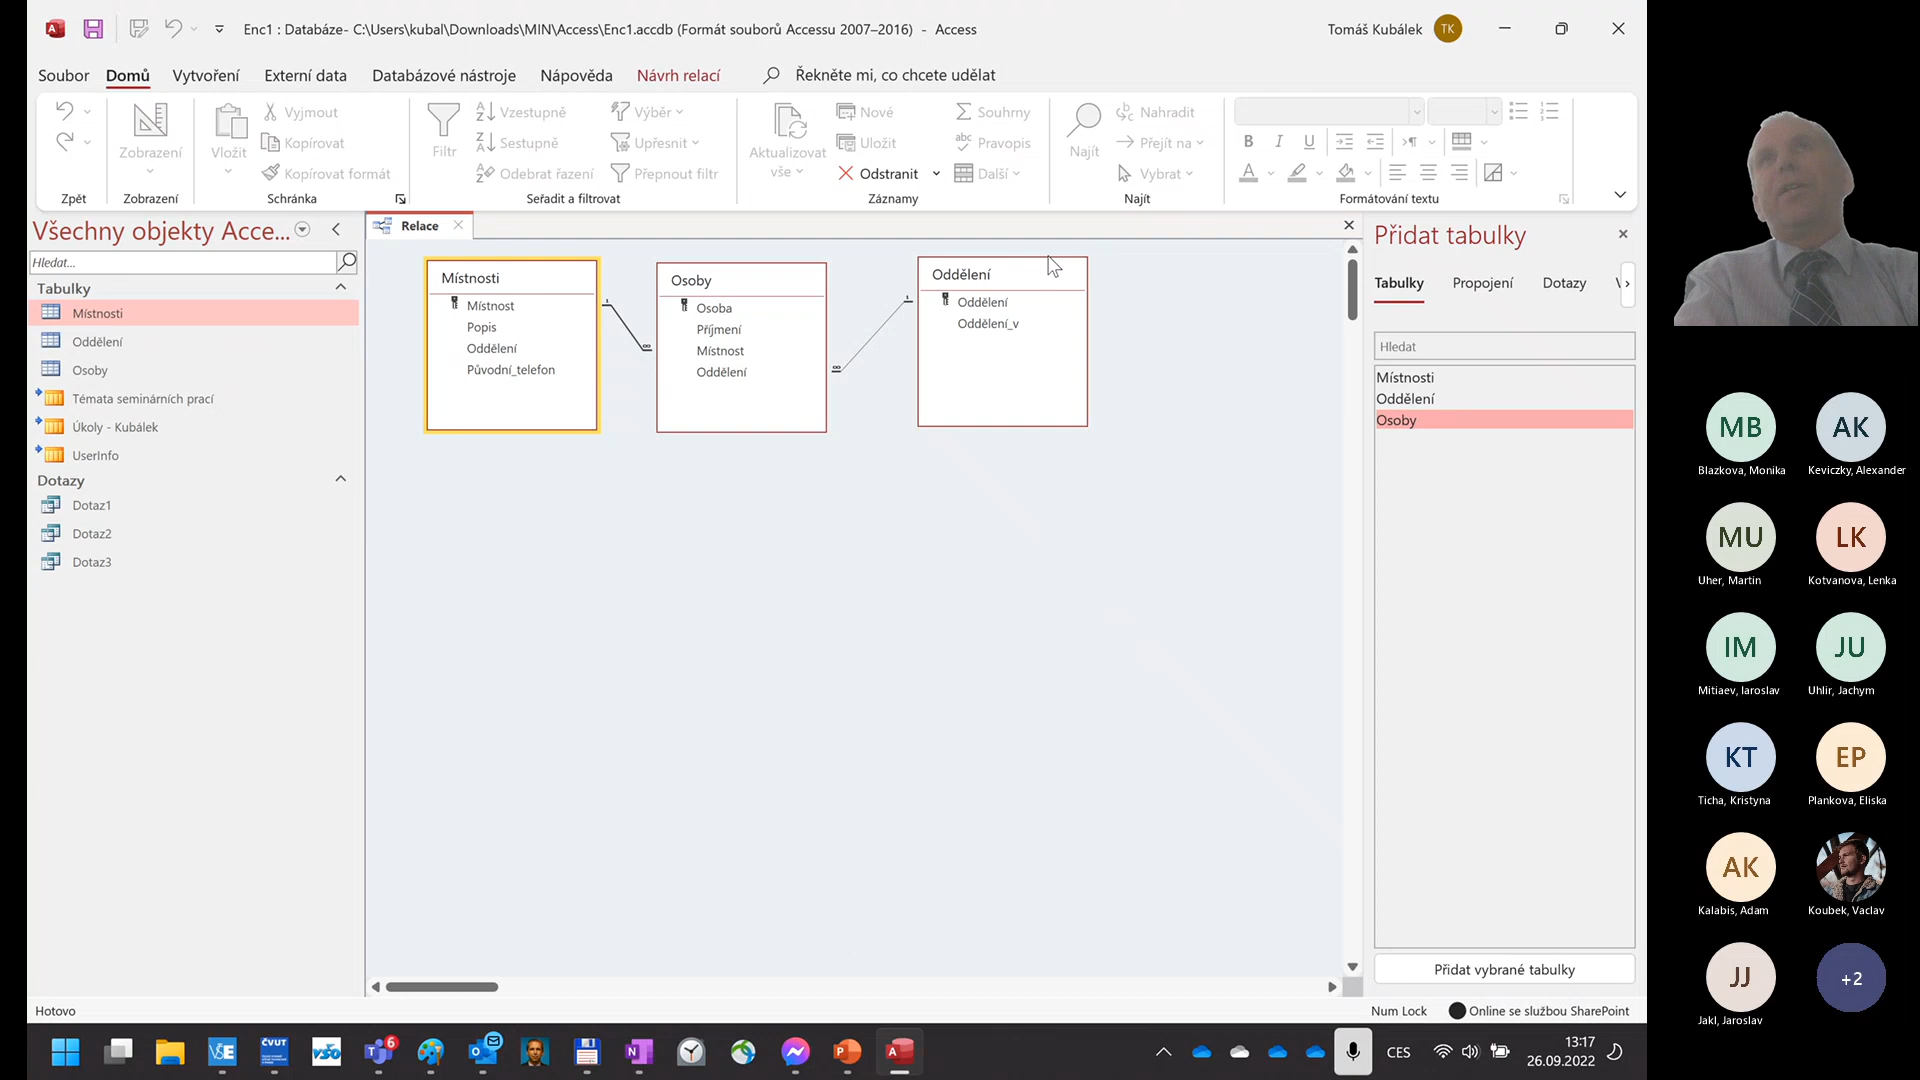 Enc1 : Databáze- C:\Users\kubal\Downloads\MIN\Access\Enc1.accdb (Formát souborů Accessu 2007–2016) - Access
Tomáš Kubálek
TK
Soubor
Domů
Vytvoření
Externí data
Databázové nástroje
Nápověda
Návrh relací
Řekněte mi, co chcete udělat
Zpět
Zobrazení
Zobrazení
Vložit
Vyjmout
Kopírovat
Kopírovat formát
Schránka
Filtr
Vzestupně
Sestupně
Odebrat řazení
Výběr
Upřesnit
Přepnout filtr
Seřadit a filtrovat
Aktualizovat
vše
Nové
Uložit
Odstranit
Souhrny
Pravopis
Další
Záznamy
Najít
Nahradit
Přejít na
Vybrat
Najít
B I U
A
Formátování textu
Všechny objekty Acce...
Hledat...
Tabulky
Místnosti
Oddělení
Osoby
Témata seminárních prací
Úkoly - Kubálek
UserInfo
Dotazy
Dotaz1
Dotaz2
Dotaz3
Relace
Místnosti
Místnost
Popis
Oddělení
Původní_telefon
1
∞
Osoby
Osoba
Příjmení
Místnost
Oddělení
∞
1
Oddělení
Oddělení
Oddělení_v
Přidat tabulky
Tabulky
Propojení
Dotazy
Hledat
Místnosti
Oddělení
Osoby
Přidat vybrané tabulky
Hotovo
Num Lock
Online se službou SharePoint
VŠE
ČVUT
VŠO
6
CES
13:17
26.09.2022
MB
Blazkova, Monika
AK
Keviczky, Alexander
MU
Uher, Martin
LK
Kotvanova, Lenka
IM
Mitiaev, Iaroslav
JU
Uhlir, Jachym
KT
Ticha, Kristyna
EP
Plankova, Eliska
AK
Kalabis, Adam
Koubek, Vaclav
JJ
Jakl, Jaroslav
+2